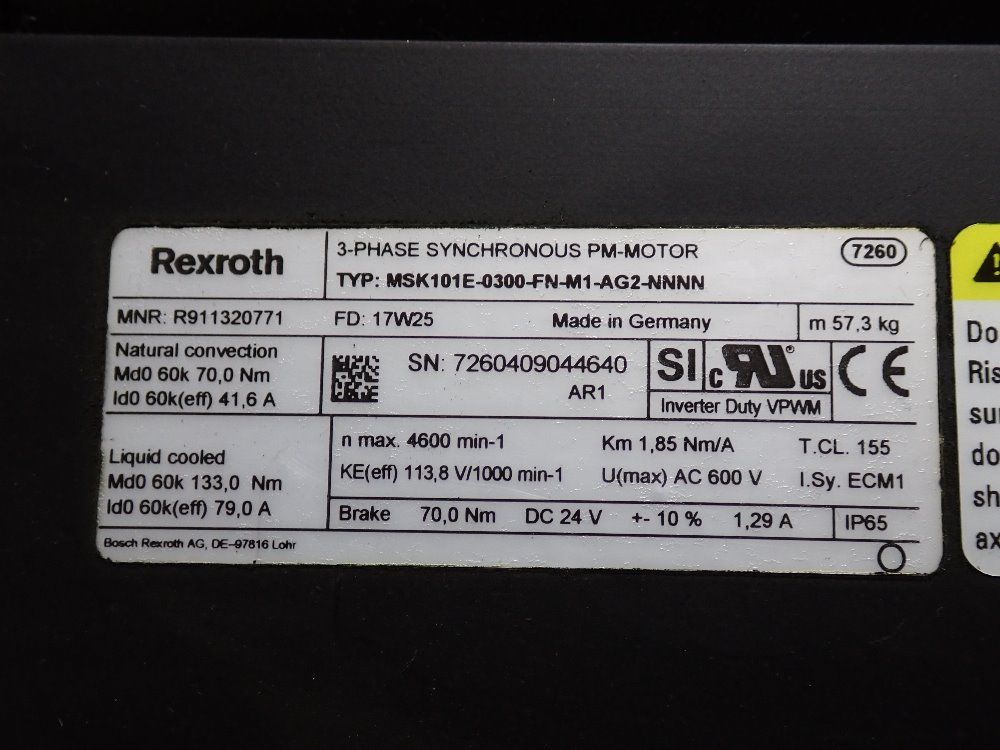 Rexroth
3-PHASE SYNCHRONOUS PM-MOTOR
7260
TYP: MSK101E-0300-FN-M1-AG2-NNNN
MNR: R911320771
FD: 17W25
Made in Germany
m 57,3 kg
Natural convection
Md0 60k 70,0 Nm
Id0 60k(eff) 41,6 A
SN: 7260409044640
AR1
SI
c RU® US
Inverter Duty VPWM
CE
Liquid cooled
Md0 60k 133,0 Nm
Id0 60k(eff) 79,0 A
n max. 4600 min-1
Km 1,85 Nm/A
T.CL. 155
KE(eff) 113,8 V/1000 min-1
U(max) AC 600 V
I.Sy. ECM1
Brake 70,0 Nm DC 24 V +- 10 % 1,29 A
IP65
Bosch Rexroth AG, DE-97816 Lohr
Do
Ris
su
do
sh
ax